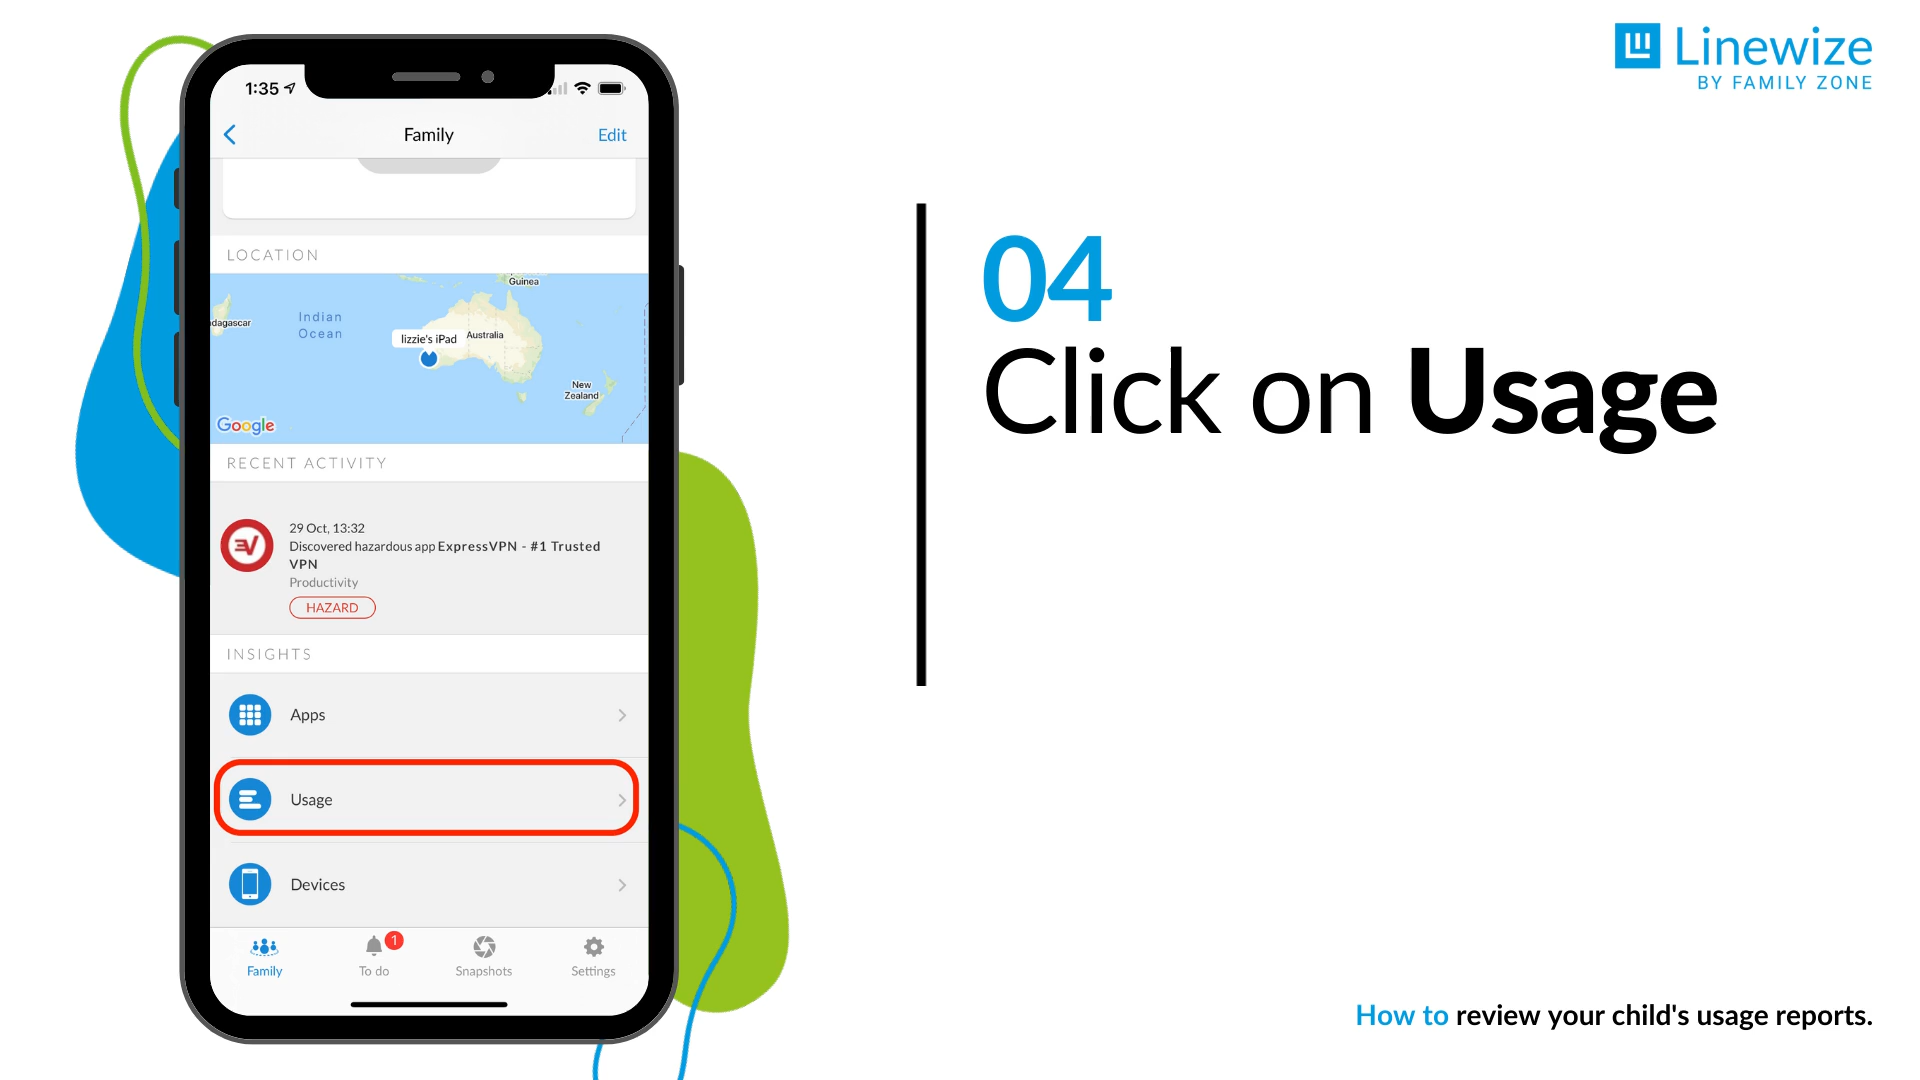 Linewize
BY FAMILY ZONE
1:35
Family
Edit
LOCATION
Guinea
dagascar
Indian
Ocean
lizzie's iPad
Australia
New
Zealand
Google
RECENT ACTIVITY
29 Oct, 13:32
Discovered hazardous app ExpressVPN - #1 Trusted
VPN
Productivity
HAZARD
INSIGHTS
Apps
Usage
Devices
1
Family
To do
Snapshots
Settings
04
Click on Usage
How to review your child's usage reports.